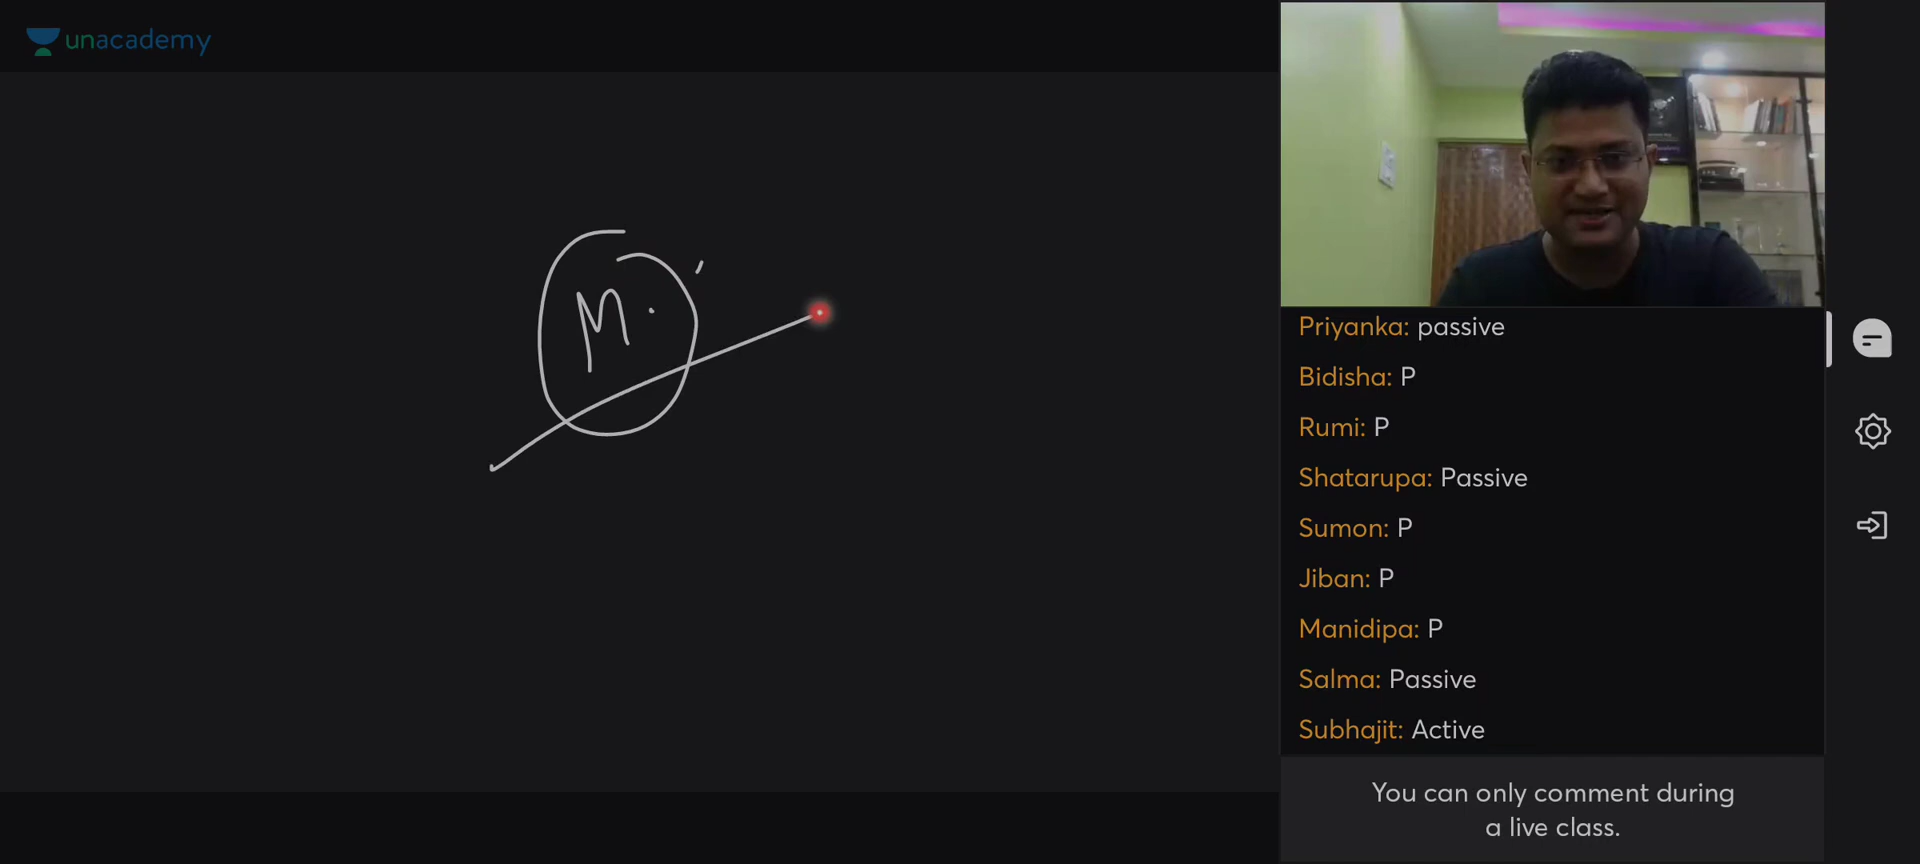 unacademy
M.
Priyanka: passive
Bidisha: P
Rumi: P
Shatarupa: Passive
Sumon: P
Jiban: P
Manidipa: P
Salma: Passive
Subhajit: Active
You can only comment during
a live class.